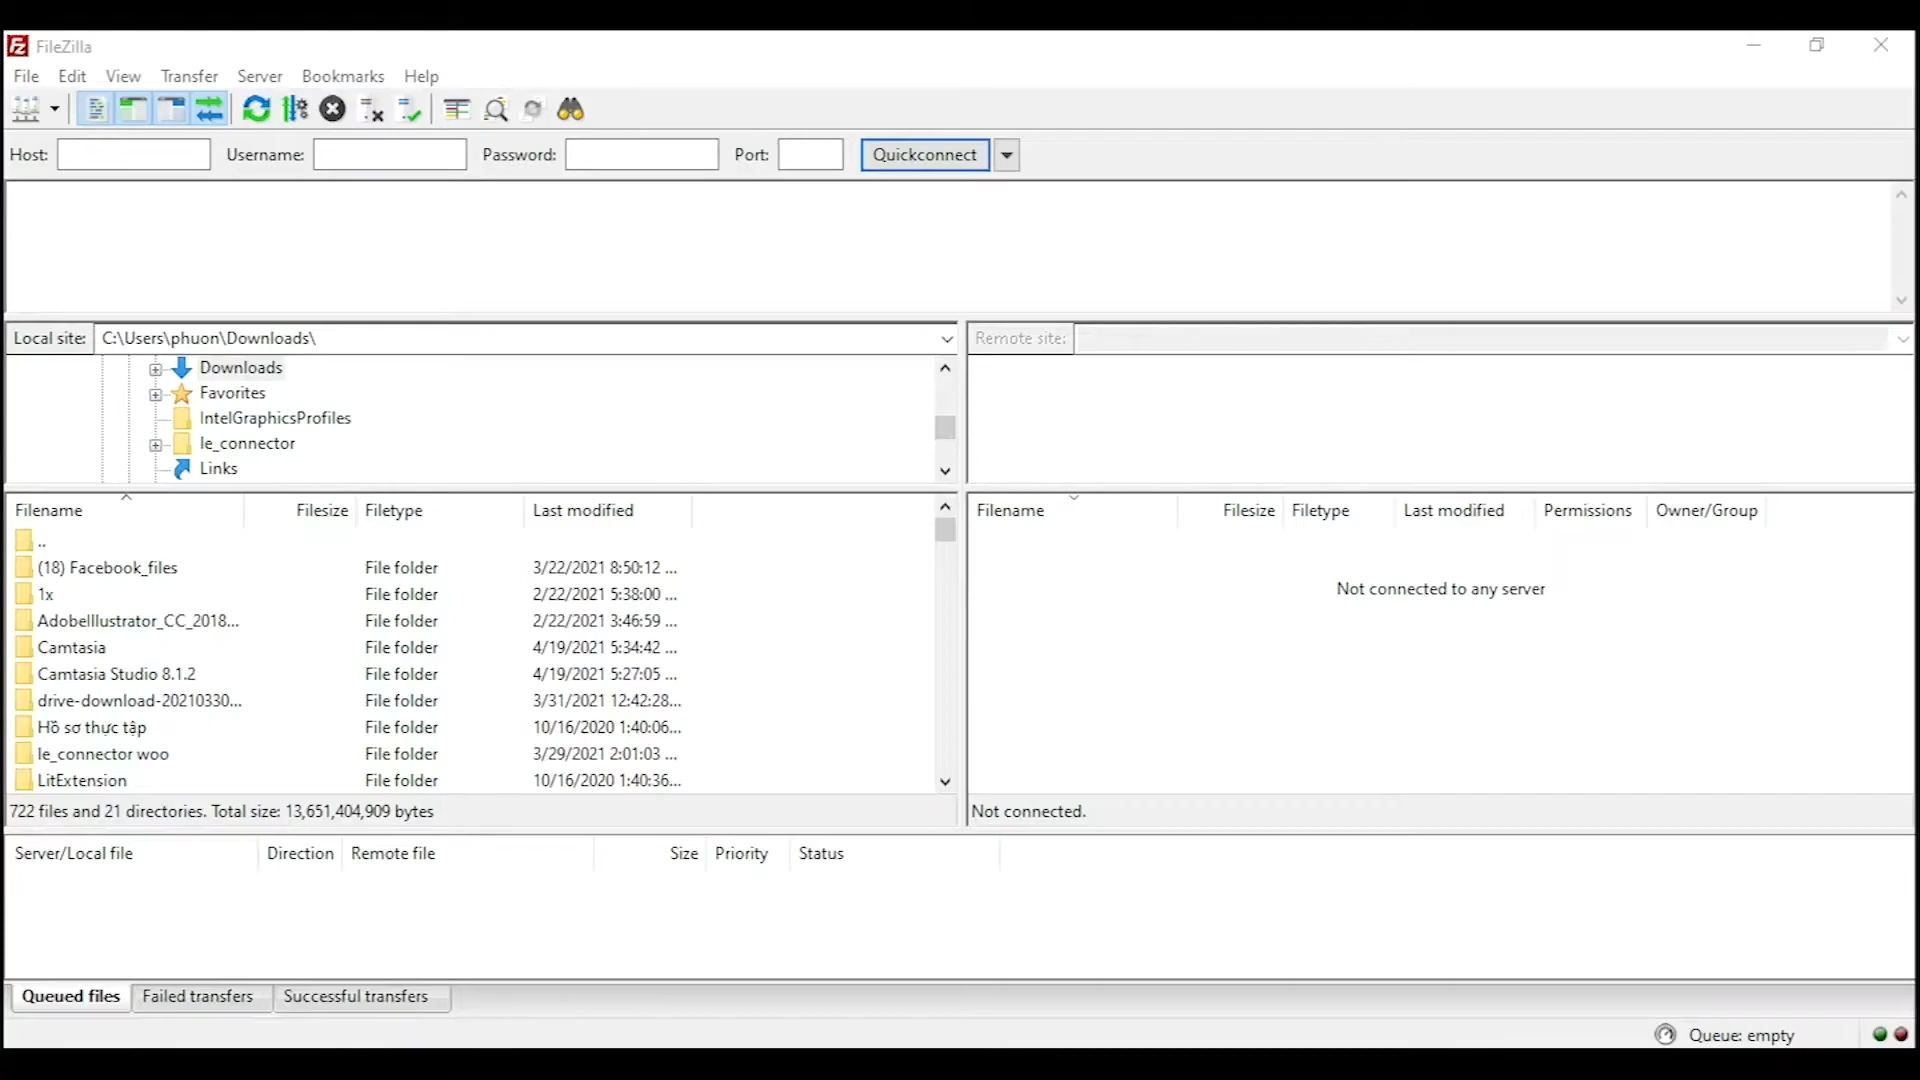 FileZilla
File Edit View Transfer Server Bookmarks Help
Host: Username: Password: Port: Quickconnect
Local site: C:\Users\phuon\Downloads\
Downloads
Favorites
IntelGraphicsProfiles
le_connector
Links
Remote site:
Filename Filesize Filetype Last modified
..
(18) Facebook_files File folder 3/22/2021 8:50:12 ...
1x File folder 2/22/2021 5:38:00 ...
AdobeIllustrator_CC_2018... File folder 2/22/2021 3:46:59 ...
Camtasia File folder 4/19/2021 5:34:42 ...
Camtasia Studio 8.1.2 File folder 4/19/2021 5:27:05 ...
drive-download-20210330... File folder 3/31/2021 12:42:28...
Hồ sơ thực tập File folder 10/16/2020 1:40:06...
le_connector woo File folder 3/29/2021 2:01:03 ...
LitExtension File folder 10/16/2020 1:40:36...
722 files and 21 directories. Total size: 13,651,404,909 bytes
Filename Filesize Filetype Last modified Permissions Owner/Group
Not connected to any server
Not connected.
Server/Local file Direction Remote file Size Priority Status
Queued files Failed transfers Successful transfers
Queue: empty